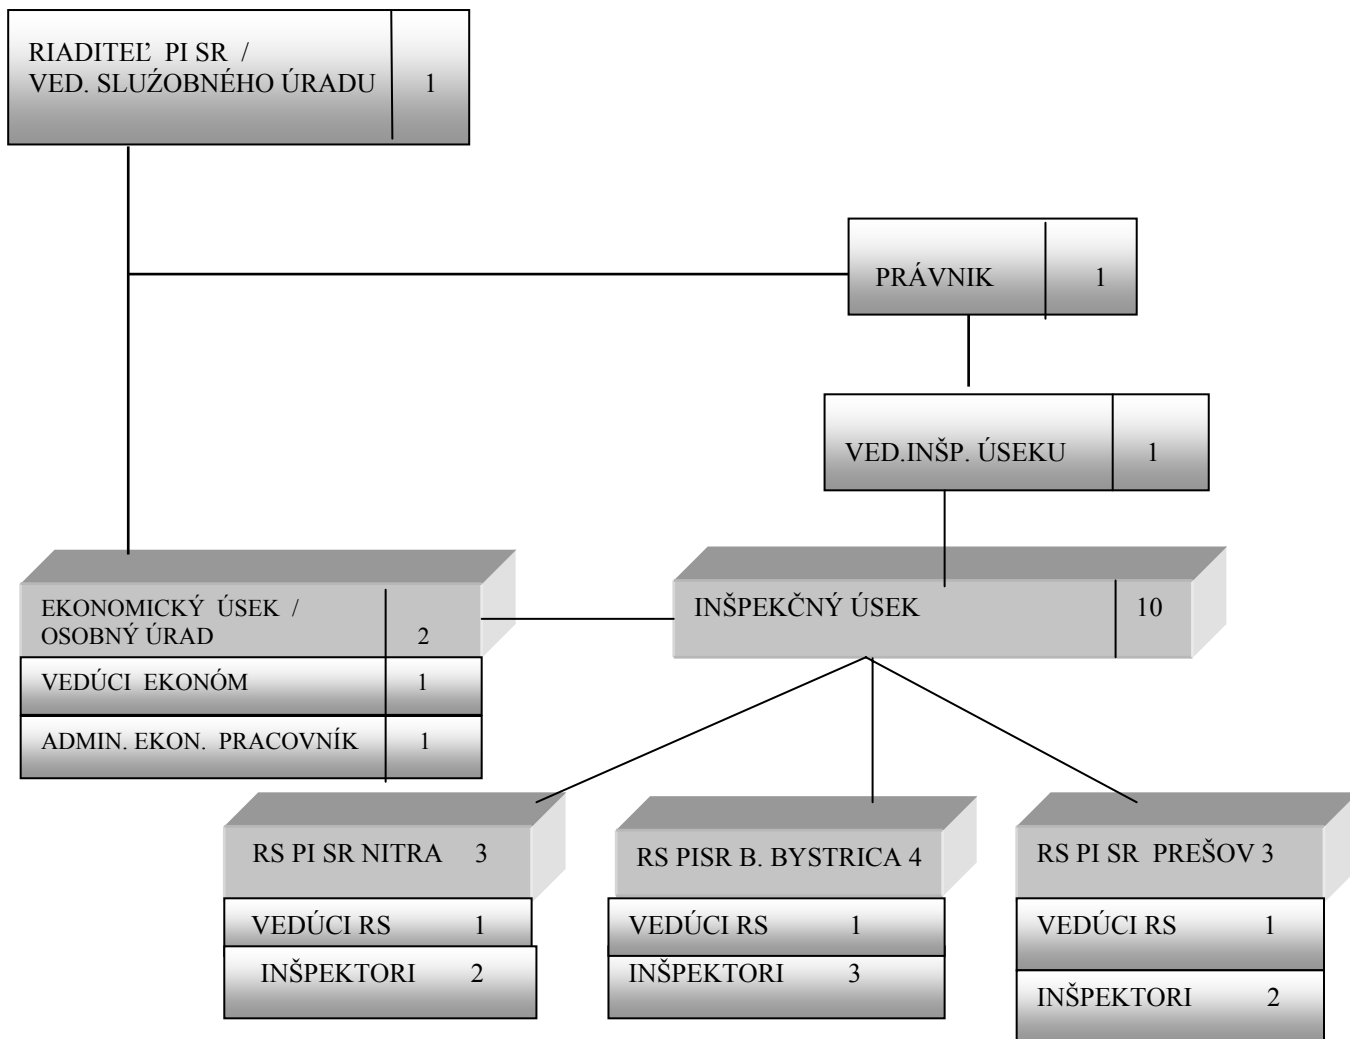 RIADITEĽ PI SR /
VED. SLUŹOBNÉHO ÚRADU 1
PRÁVNIK 1
VED.INŠP. ÚSEKU 1
EKONOMICKÝ ÚSEK /
OSOBNÝ ÚRAD 2
VEDÚCI EKONÓM 1
ADMIN. EKON. PRACOVNÍK 1
INŠPEKČNÝ ÚSEK 10
RS PI SR NITRA 3
VEDÚCI RS 1
INŠPEKTORI 2
RS PISR B. BYSTRICA 4
VEDÚCI RS 1
INŠPEKTORI 3
RS PI SR PREŠOV 3
VEDÚCI RS 1
INŠPEKTORI 2